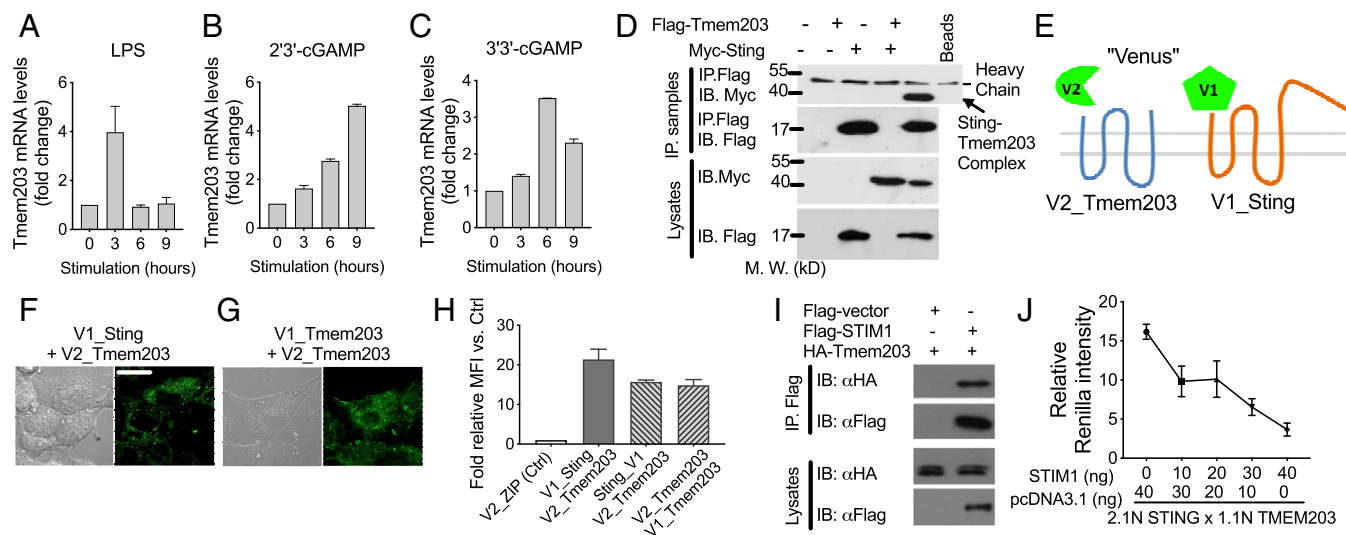 A
LPS
Tmem203 mRNA levels
(fold change)
6
4
2
0
0 3 6 9
Stimulation (hours)
B
2'3'-cGAMP
Tmem203 mRNA levels
(fold change)
6
4
2
0
0 3 6 9
Stimulation (hours)
C
3'3'-cGAMP
Tmem203 mRNA levels
(fold change)
4
3
2
1
0
0 3 6 9
Stimulation (hours)
D
Flag-Tmem203 - + - +
Myc-Sting - - + +
Beads
IP. samples
IP.Flag
IB. Myc
55
40
Heavy
Chain
Sting-
Tmem203
Complex
IP.Flag
IB. Flag
17
Lysates
IB.Myc
55
40
IB. Flag
17
M. W. (kD)
E
"Venus"
V2
V1
V2_Tmem203
V1_Sting
F
V1_Sting
+ V2_Tmem203
G
V1_Tmem203
+ V2_Tmem203
H
Fold relative MFI vs. Ctrl
30
20
10
0
V2_ZIP (Ctrl)
V1_Sting
V2_Tmem203
Sting_V1
V2_Tmem203
V2_Tmem203
V1_Tmem203
I
Flag-vector + -
Flag-STIM1 - +
HA-Tmem203 + +
IP. Flag
IB: αHA
IB: αFlag
Lysates
IB: αHA
IB: αFlag
J
Relative
Renilla intensity
20
15
10
5
0
STIM1 (ng) 0 10 20 30 40
pcDNA3.1 (ng) 40 30 20 10 0
2.1N STING x 1.1N TMEM203